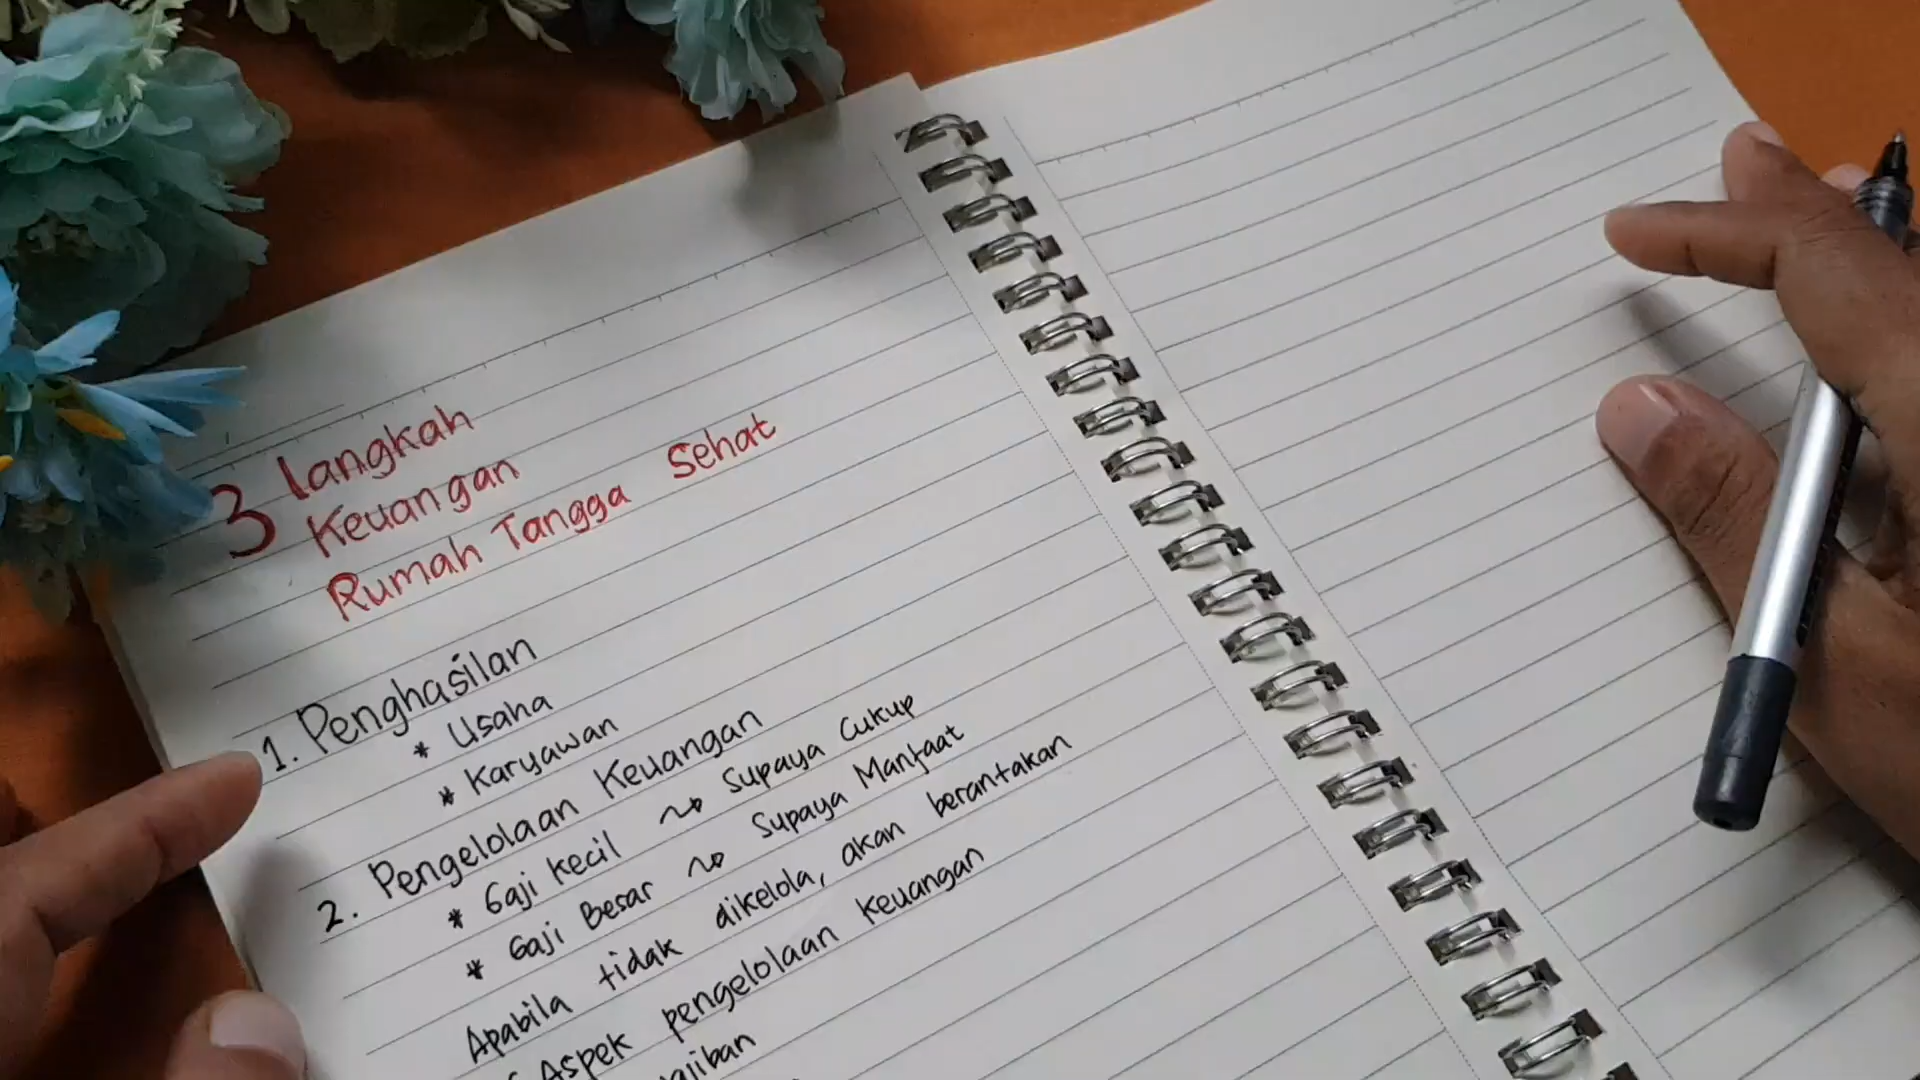 3 langkah
Keuangan
Rumah Tangga Sehat
1. Penghasilan
* Usaha
* Karyawan
2. Pengelolaan Keuangan
* Gaji Kecil ~> Supaya Cukup
* Gaji Besar ~> Supaya Manfaat
Apabila tidak dikelola, akan berantakan
Aspek pengelolaan keuangan